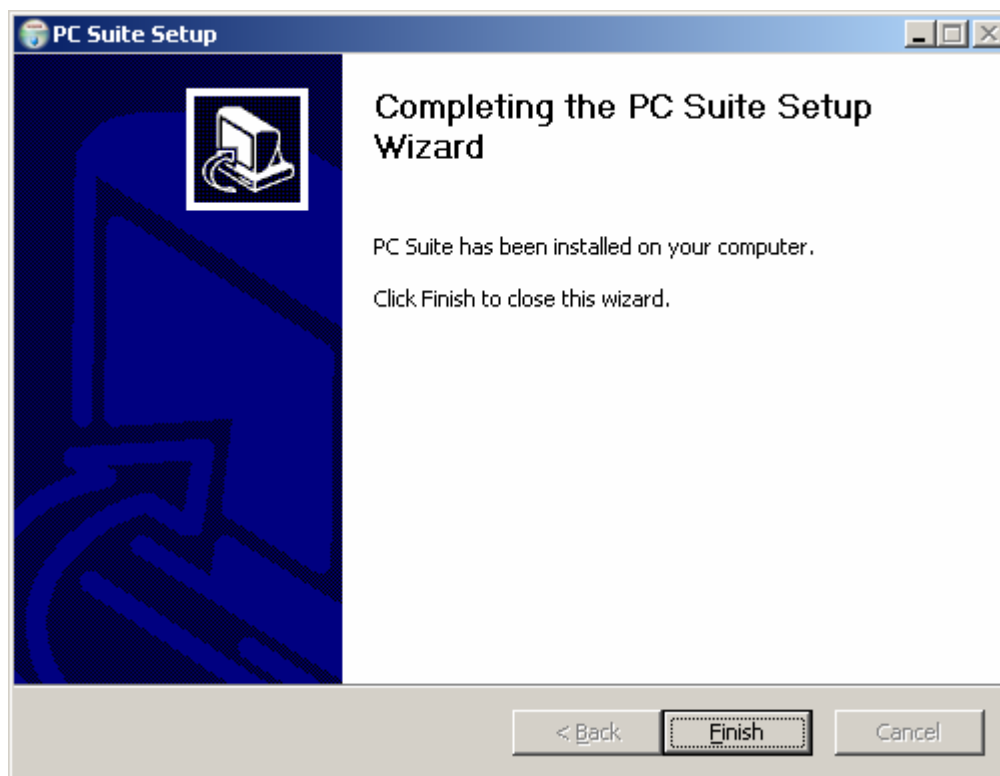 PC Suite Setup
Completing the PC Suite Setup
Wizard
PC Suite has been installed on your computer.
Click Finish to close this wizard.
< Back
Finish
Cancel